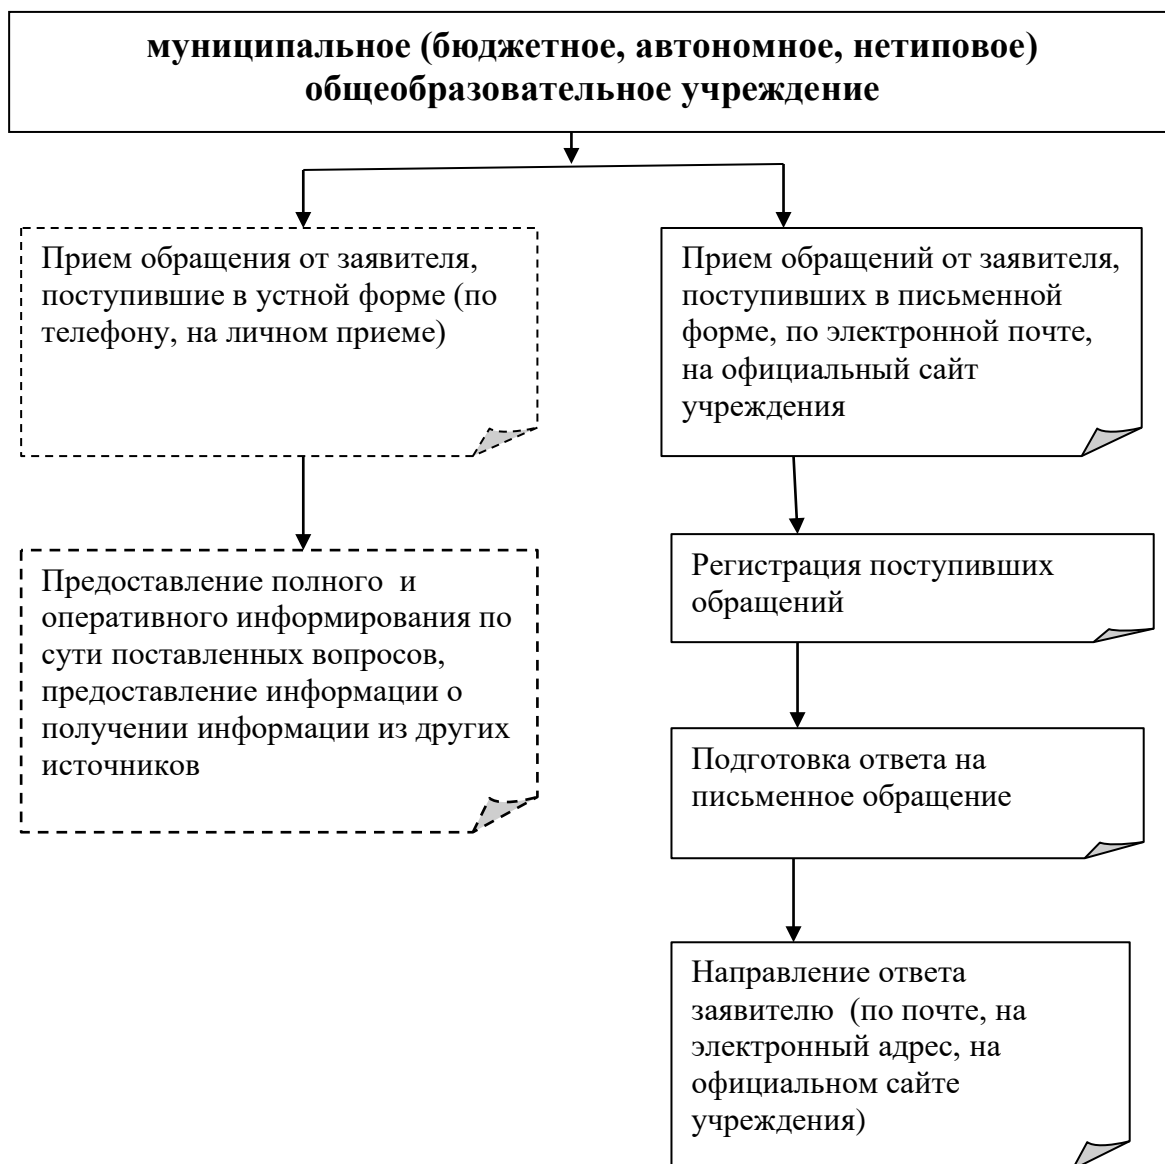 муниципальное (бюджетное, автономное, нетиповое)
общеобразовательное учреждение
Прием обращения от заявителя,
поступившие в устной форме (по
телефону, на личном приеме)
Прием обращений от заявителя,
поступивших в письменной
форме, по электронной почте,
на официальный сайт
учреждения
Предоставление полного  и
оперативного информирования по
сути поставленных вопросов,
предоставление информации о
получении информации из других
источников
Регистрация поступивших
обращений
Подготовка ответа на
письменное обращение
Направление ответа
заявителю  (по почте, на
электронный адрес, на
официальном сайте
учреждения)